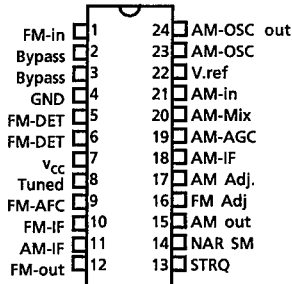 FM-in 1 24 AM-OSC out
Bypass 2 23 AM-OSC
Bypass 3 22 V.ref
GND 4 21 AM-in
FM-DET 5 20 AM-Mix
FM-DET 6 19 AM-AGC
VCC 7 18 AM-IF
Tuned 8 17 AM Adj.
FM-AFC 9 16 FM Adj
FM-IF 10 15 AM out
AM-IF 11 14 NAR SM
FM-out 12 13 STRQ